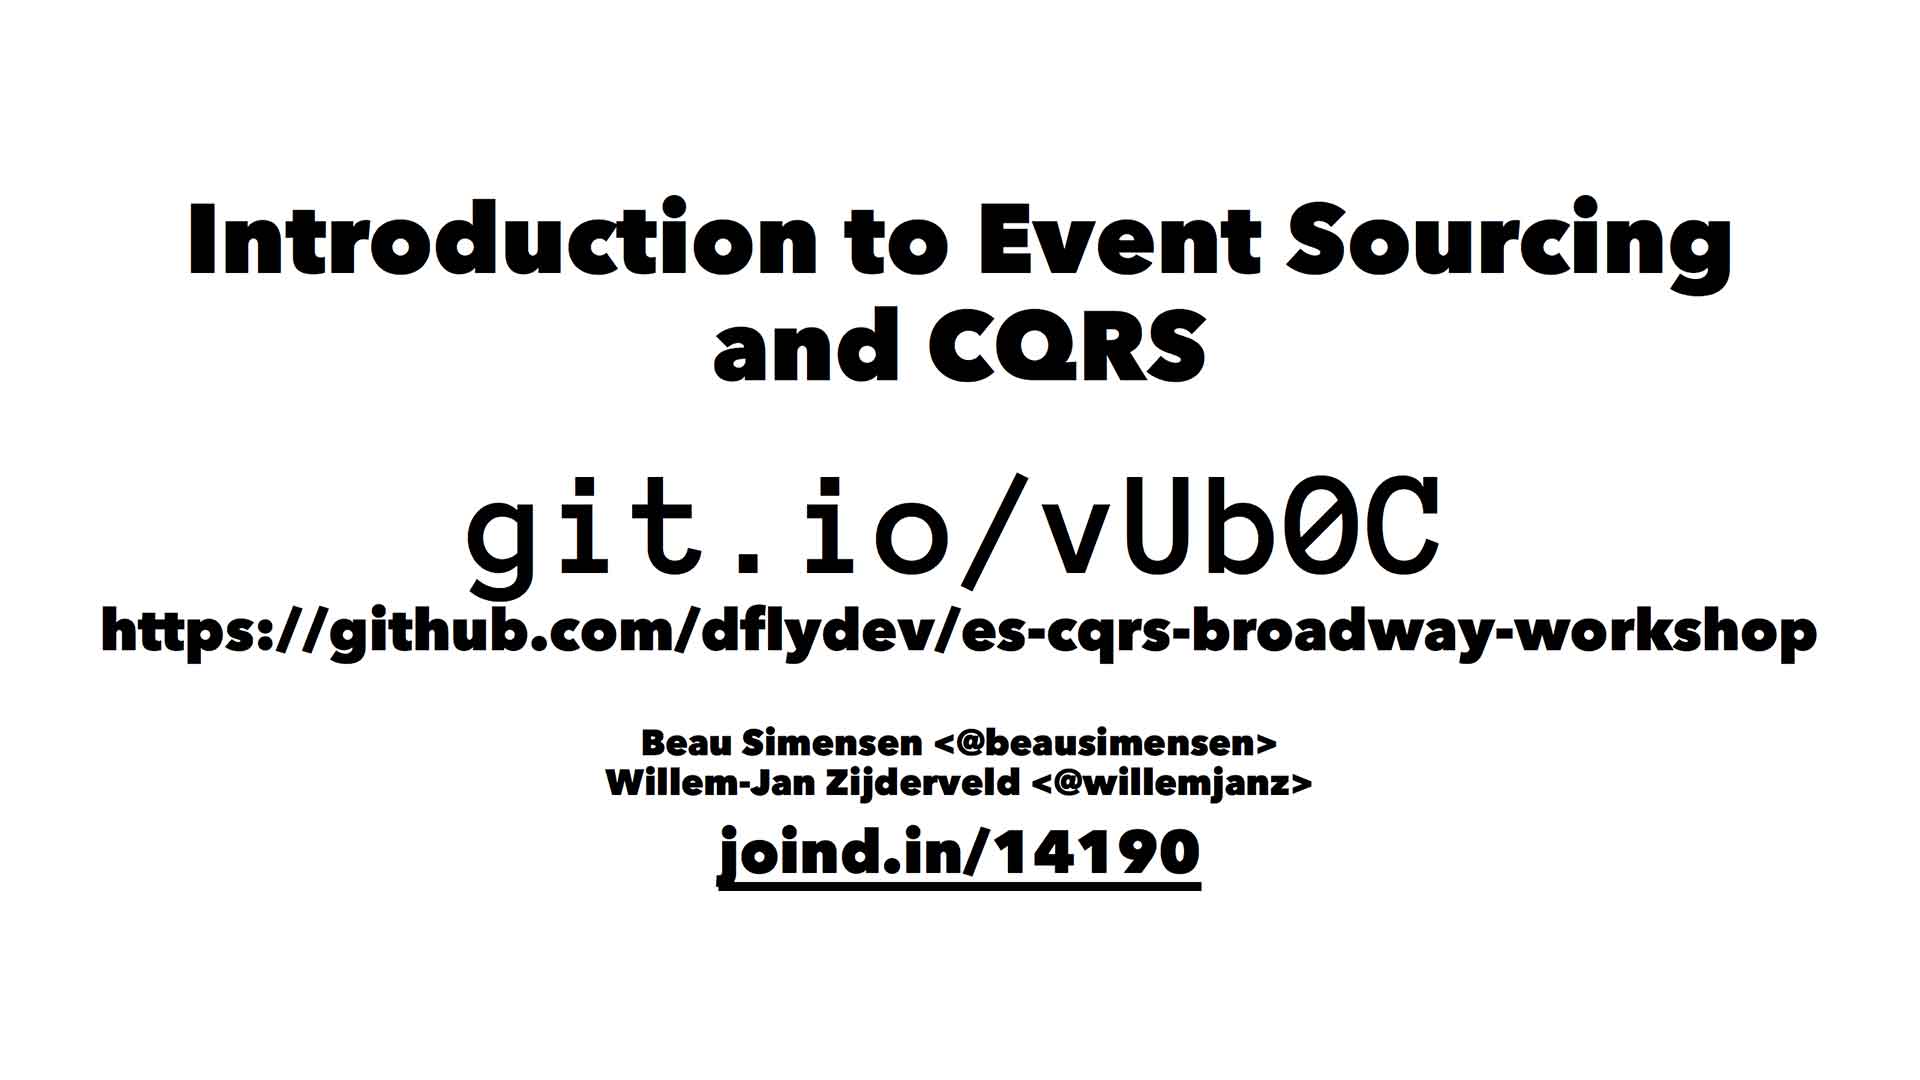 Introduction to Event Sourcing
and CQRS
git.io/vUb0C
https://github.com/dflydev/es-cqrs-broadway-workshop
Beau Simensen <@beausimensen>
Willem-Jan Zijderveld <@willemjanz>
joind.in/14190